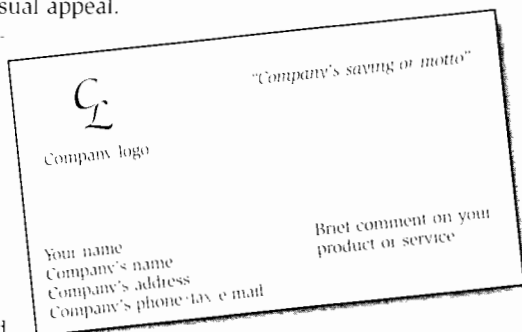 sual appeal.
CL
"Company's saying or motto"
Company logo
Your name
Company's name
Company's address
Company's phone fax e mail
Brief comment on your
product or service
d